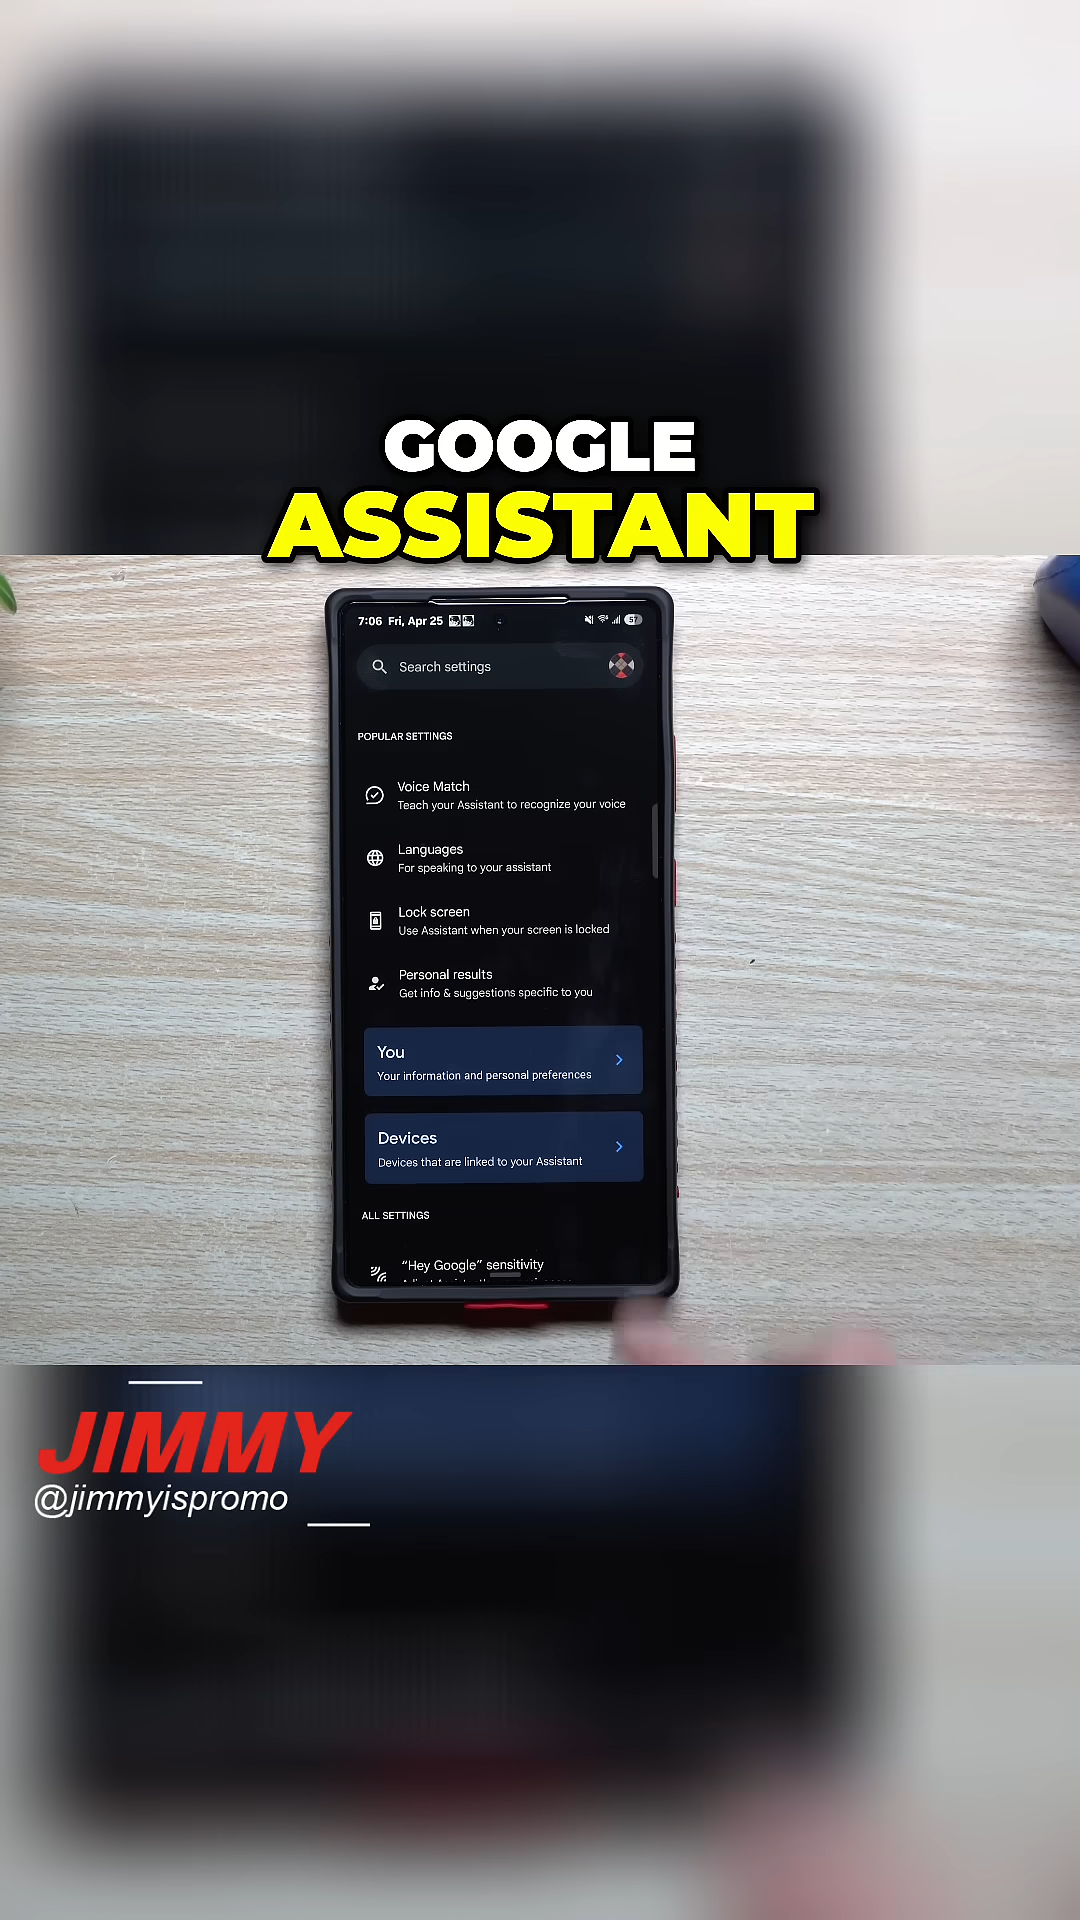 GOOGLE
ASSISTANT
7:06 Fri, Apr 25
57
Search settings
POPULAR SETTINGS
Voice Match
Teach your Assistant to recognize your voice
Languages
For speaking to your assistant
Lock screen
Use Assistant when your screen is locked
Personal results
Get info & suggestions specific to you
You
Your information and personal preferences
Devices
Devices that are linked to your Assistant
ALL SETTINGS
“Hey Google” sensitivity
JIMMY
@jimmyispromo